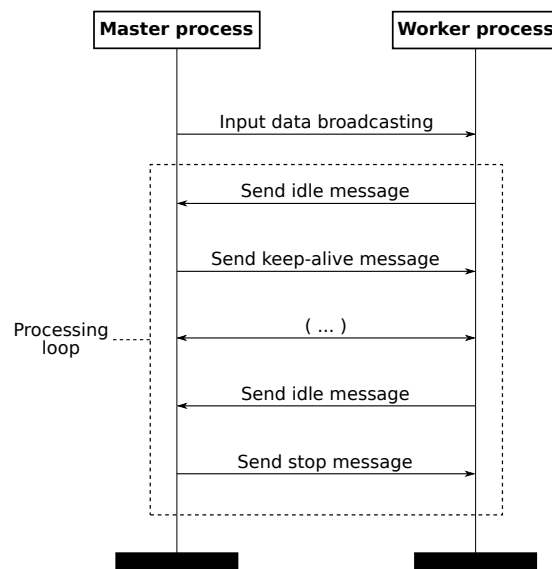 Master process
Worker process
Input data broadcasting
Send idle message
Send keep-alive message
( ... )
Processing
loop
Send idle message
Send stop message